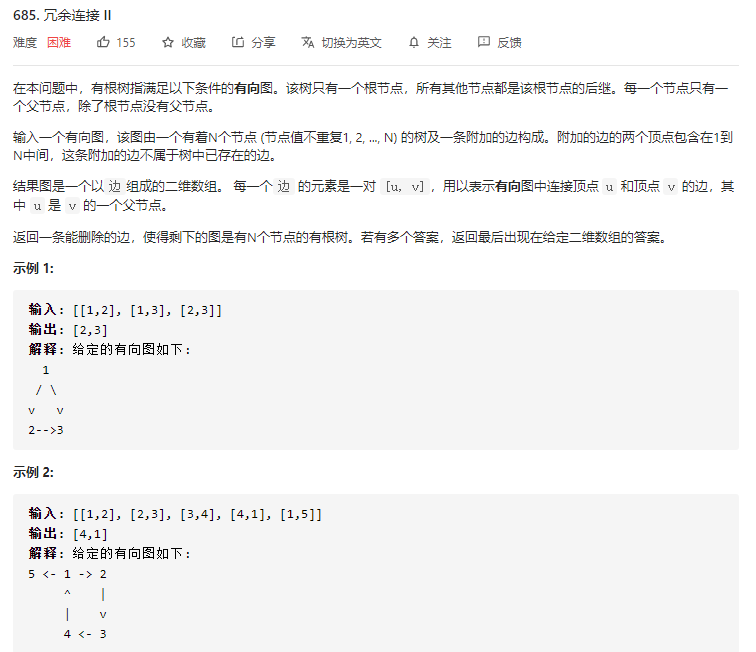 685. 冗余连接 II
难度 困难 155 收藏 分享 切换为英文 关注 反馈
在本问题中，有根树指满足以下条件的有向图。该树只有一个根节点，所有其他节点都是该根节点的后继。每一个节点只有一
个父节点，除了根节点没有父节点。
输入一个有向图，该图由一个有着N个节点 (节点值不重复1, 2, ..., N) 的树及一条附加的边构成。附加的边的两个顶点包含在1到
N中间，这条附加的边不属于树中已存在的边。
结果图是一个以 边 组成的二维数组。 每一个 边 的元素是一对 [u, v]，用以表示有向图中连接顶点 u 和顶点 v 的边，其
中 u 是 v 的一个父节点。
返回一条能删除的边，使得剩下的图是有N个节点的有根树。若有多个答案，返回最后出现在给定二维数组的答案。
示例 1:
输入: [[1,2], [1,3], [2,3]]
输出: [2,3]
解释: 给定的有向图如下:
1
/ \
v v
2-->3
示例 2:
输入: [[1,2], [2,3], [3,4], [4,1], [1,5]]
输出: [4,1]
解释: 给定的有向图如下:
5 <- 1 -> 2
^ |
| v
4 <- 3